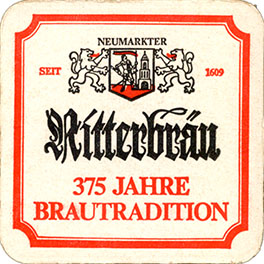 NEUMARKTER
SEIT 1609
Ritterbräu
375 JAHRE
BRAUTRADITION